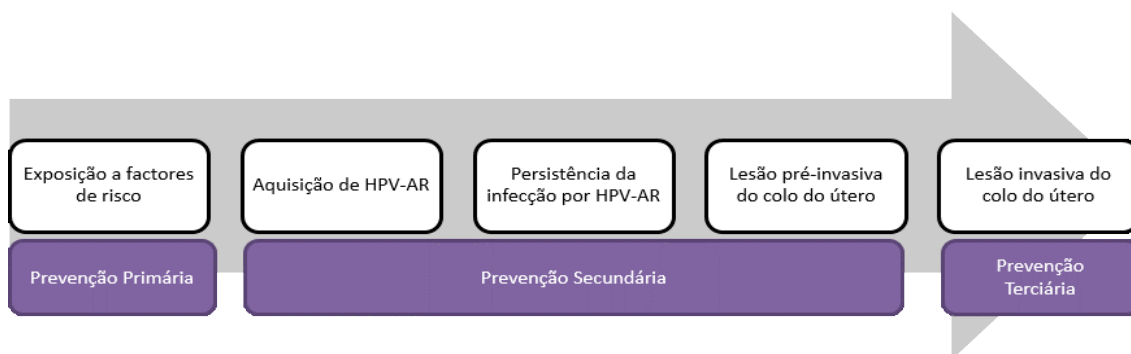 Exposição a factores
de risco
Aquisição de HPV-AR
Persistência da
infecção por HPV-AR
Lesão pré-invasiva
do colo do útero
Lesão invasiva do
colo do útero
Prevenção Primária
Prevenção Secundária
Prevenção
Terciária